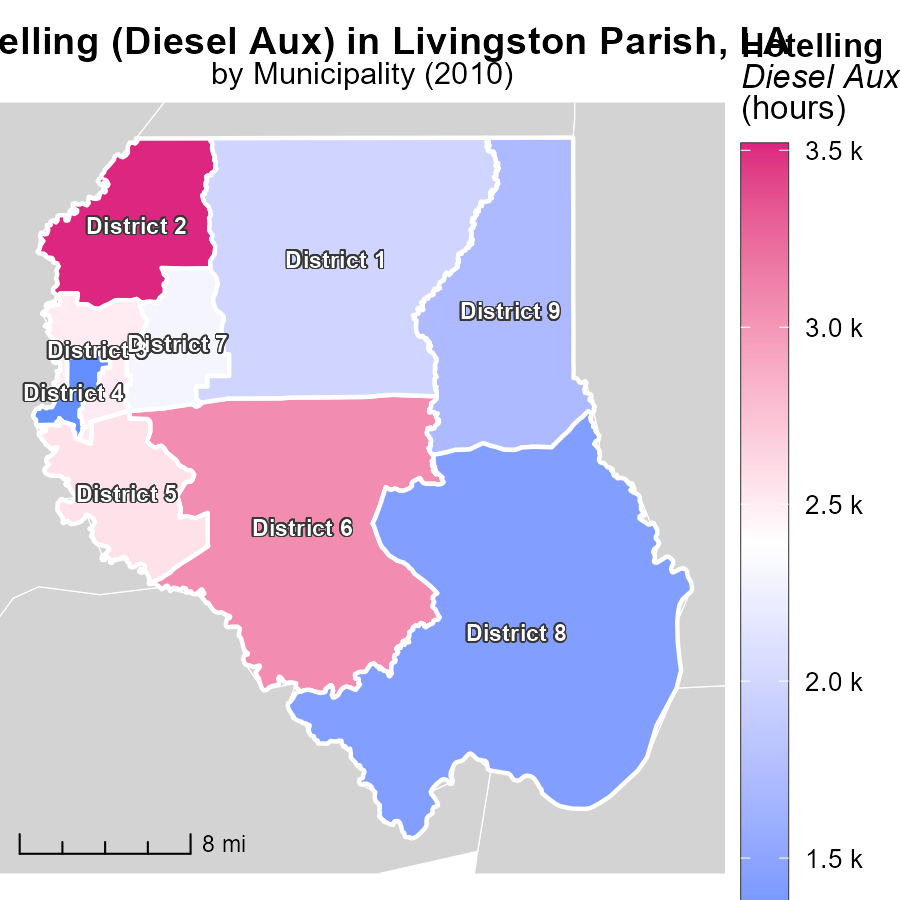 elling (Diesel Aux) in Livingston Parish, LA
by Municipality (2010)
Hotelling
Diesel Aux
(hours)
3.5 k
3.0 k
2.5 k
2.0 k
1.5 k
District 2
District 1
District 9
District 7
District 3
District 4
District 5
District 6
District 8
8 mi